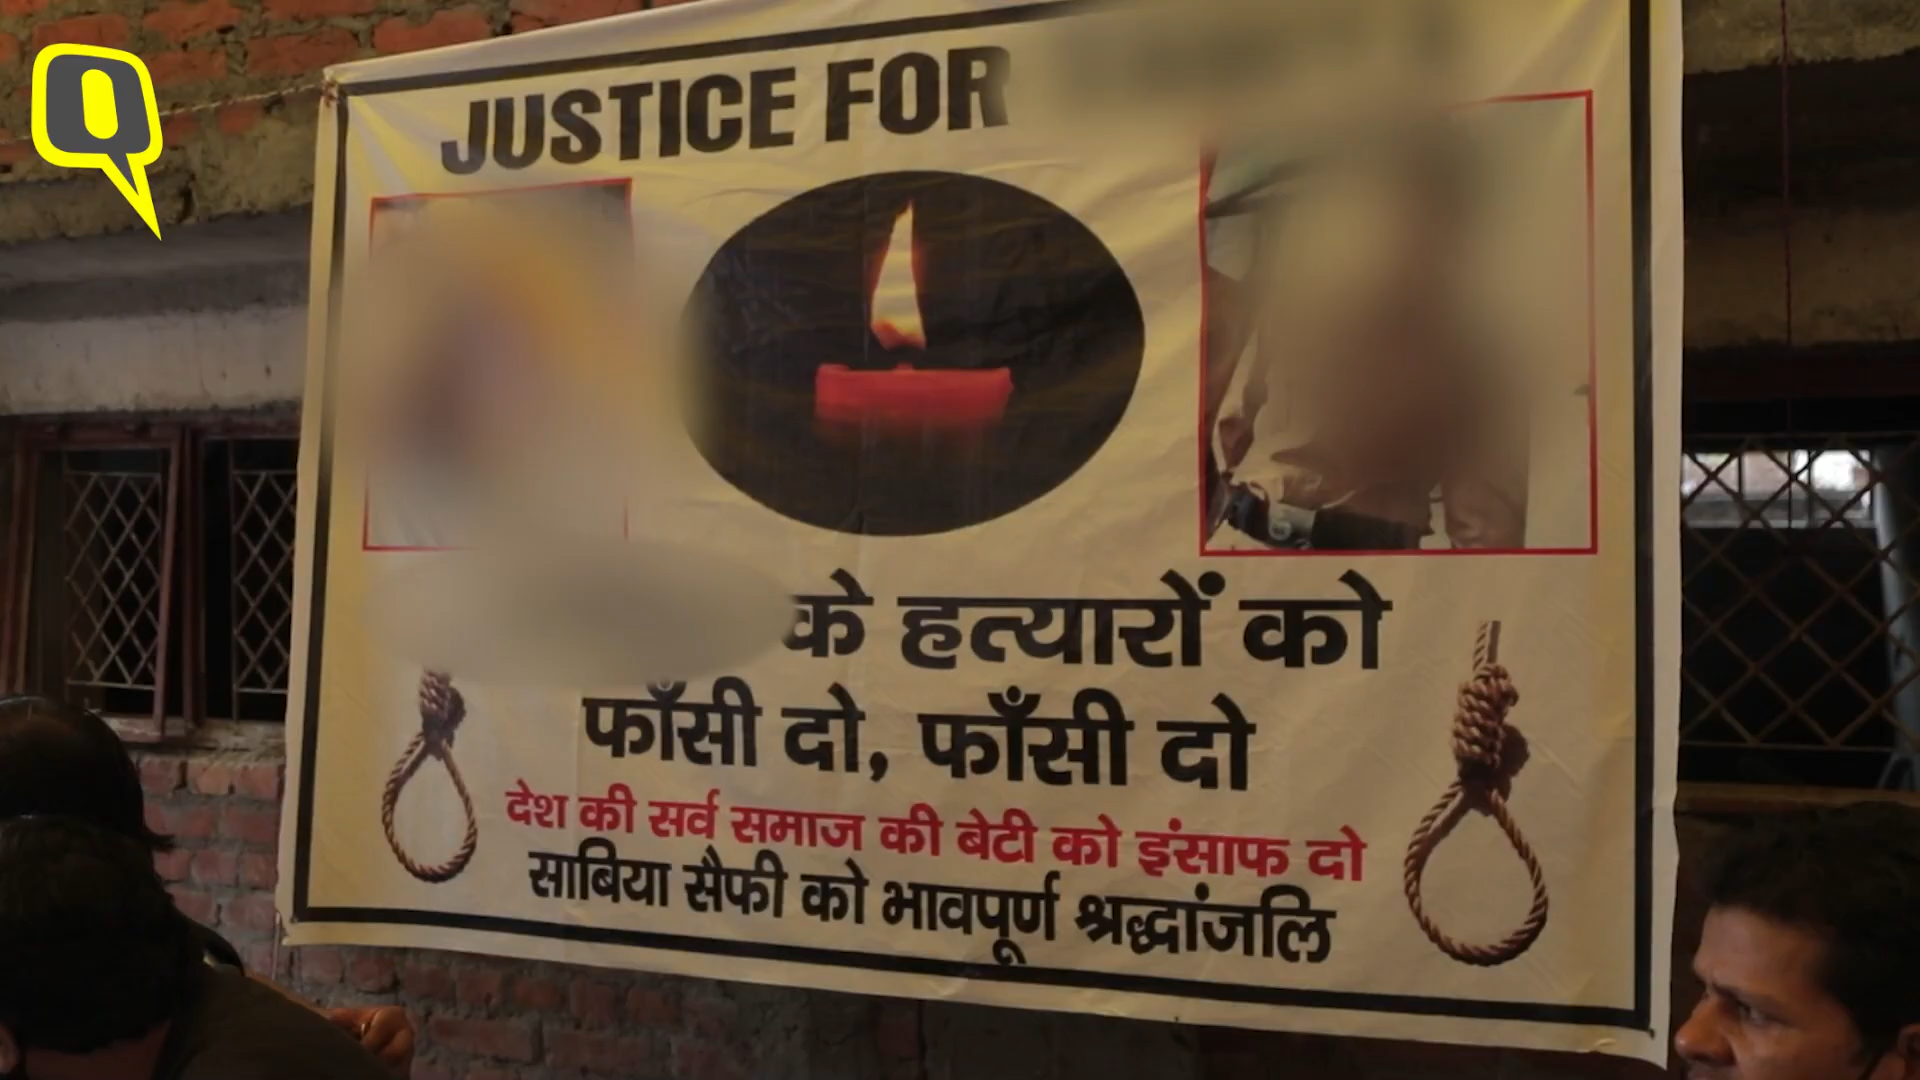 JUSTICE FOR
के हत्यारों को
फाँसी दो, फाँसी दो
देश की सर्व समाज की बेटी को इंसाफ दो
साबिया सैफी को भावपूर्ण श्रद्धांजलि